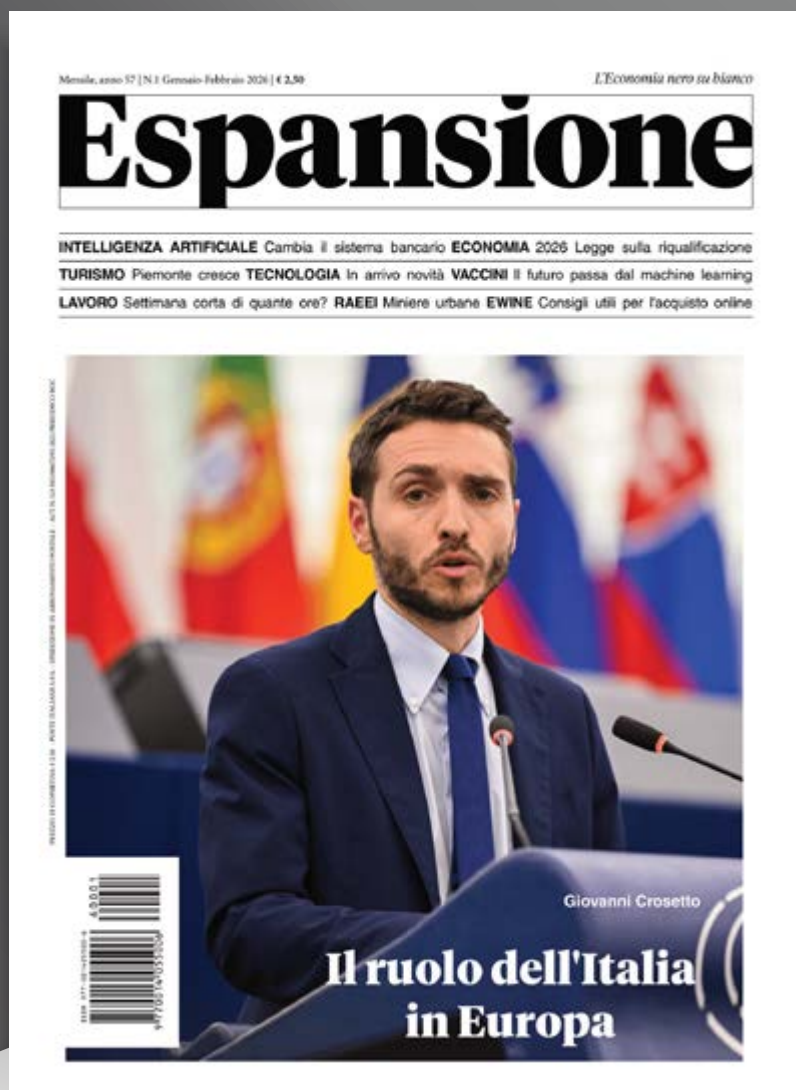 Mensile, anno 57 | N.1 Gennaio-Febbraio 2026 | € 2,50
L'Economia nero su bianco
Espansione
INTELLIGENZA ARTIFICIALE Cambia il sistema bancario ECONOMIA 2026 Legge sulla riqualificazione
TURISMO Piemonte cresce TECNOLOGIA In arrivo novità VACCINI Il futuro passa dal machine learning
LAVORO Settimana corta di quante ore? RAEEI Miniere urbane EWINE Consigli utili per l'acquisto online
60001
Giovanni Crosetto
Il ruolo dell'Italia
in Europa